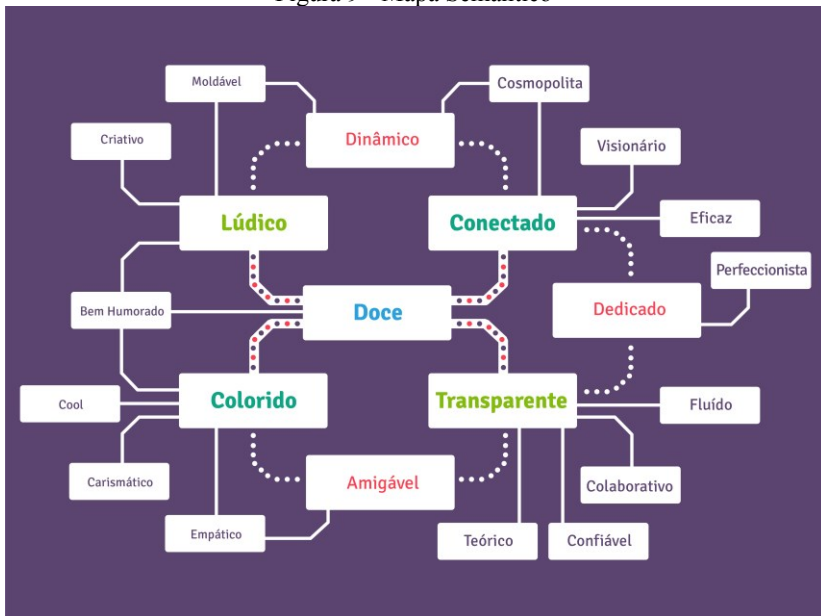 Figura 9 - Mapa Semântico
Moldável
Cosmopolita
Criativo
Dinâmico
Visionário
Lúdico
Conectado
Eficaz
Perfeccionista
Bem Humorado
Doce
Dedicado
Cool
Colorido
Transparente
Fluído
Carismático
Amigável
Colaborativo
Empático
Teórico
Confiável